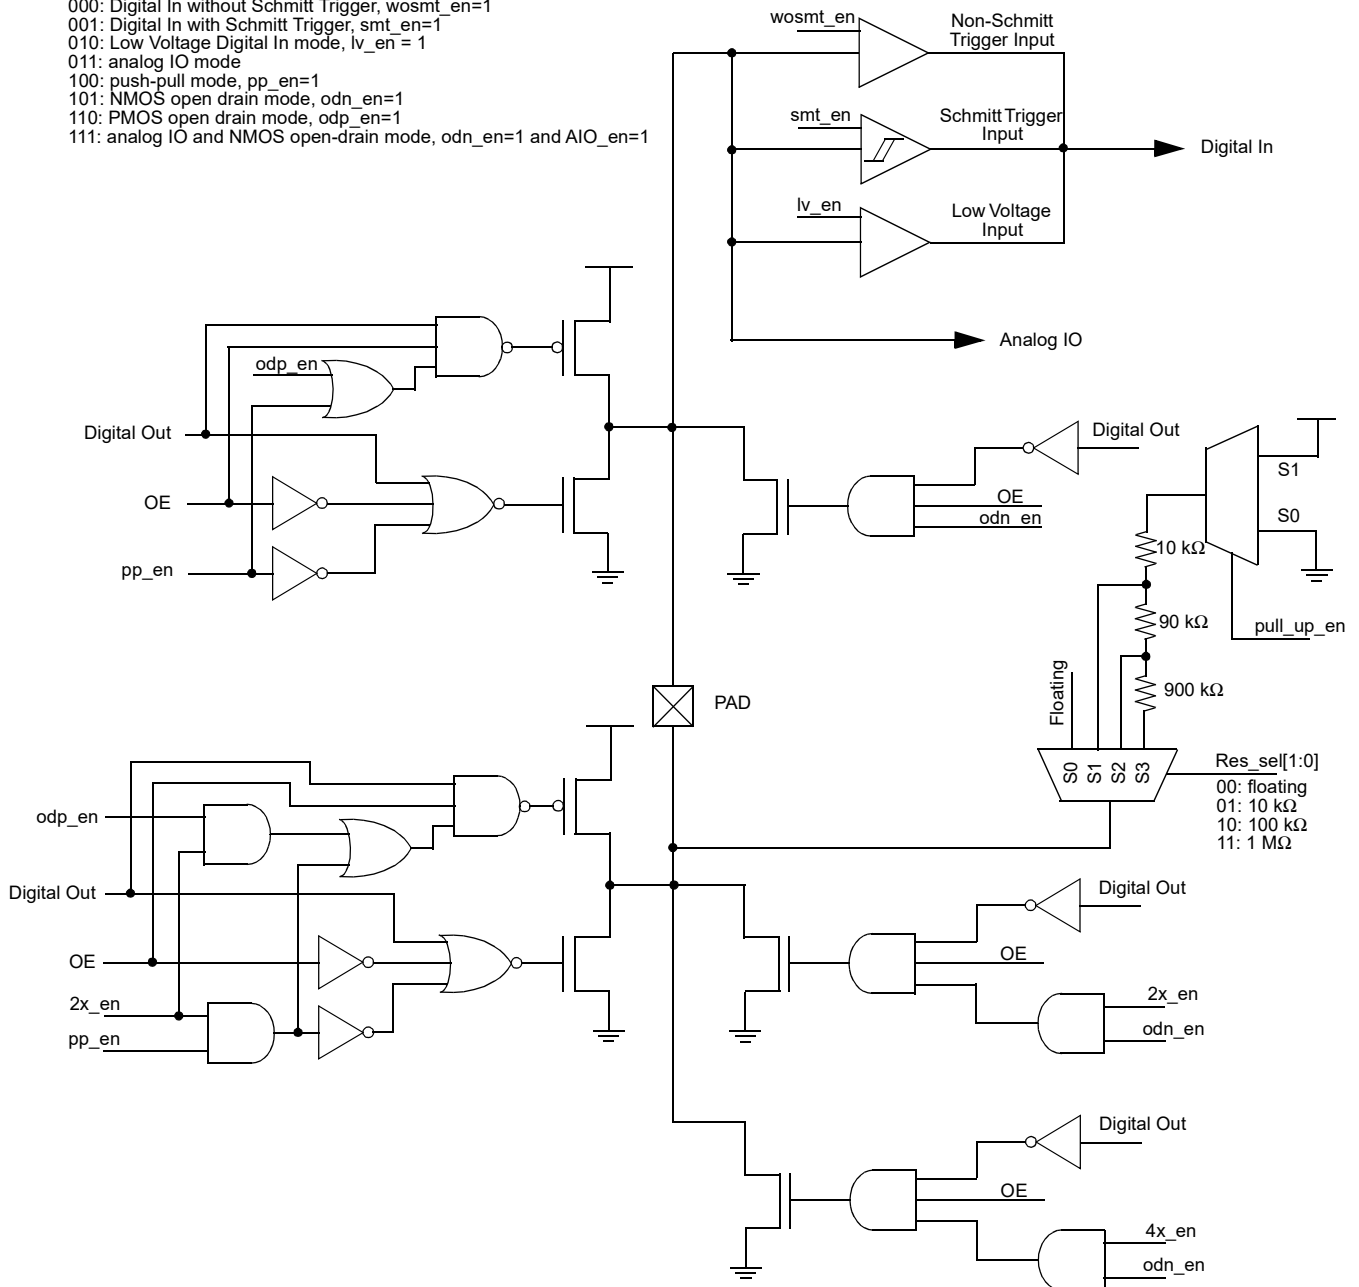 000: Digital In without Schmitt Trigger, wosmt_en=1
001: Digital In with Schmitt Trigger, smt_en=1
010: Low Voltage Digital In mode, lv_en = 1
011: analog IO mode
100: push-pull mode, pp_en=1
101: NMOS open drain mode, odn_en=1
110: PMOS open drain mode, odp_en=1
111: analog IO and NMOS open-drain mode, odn_en=1 and AIO_en=1
wosmt_en
Non-Schmitt
Trigger Input
smt_en
Schmitt Trigger
Input
Digital In
lv_en
Low Voltage
Input
Analog IO
odp_en
Digital Out
OE
pp_en
Digital Out
OE
odn_en
S1
S0
10 kΩ
90 kΩ
pull_up_en
900 kΩ
Floating
PAD
S0
S1
S2
S3
Res_sel[1:0]
00: floating
01: 10 kΩ
10: 100 kΩ
11: 1 MΩ
odp_en
Digital Out
OE
2x_en
pp_en
Digital Out
OE
2x_en
odn_en
Digital Out
OE
4x_en
odn_en